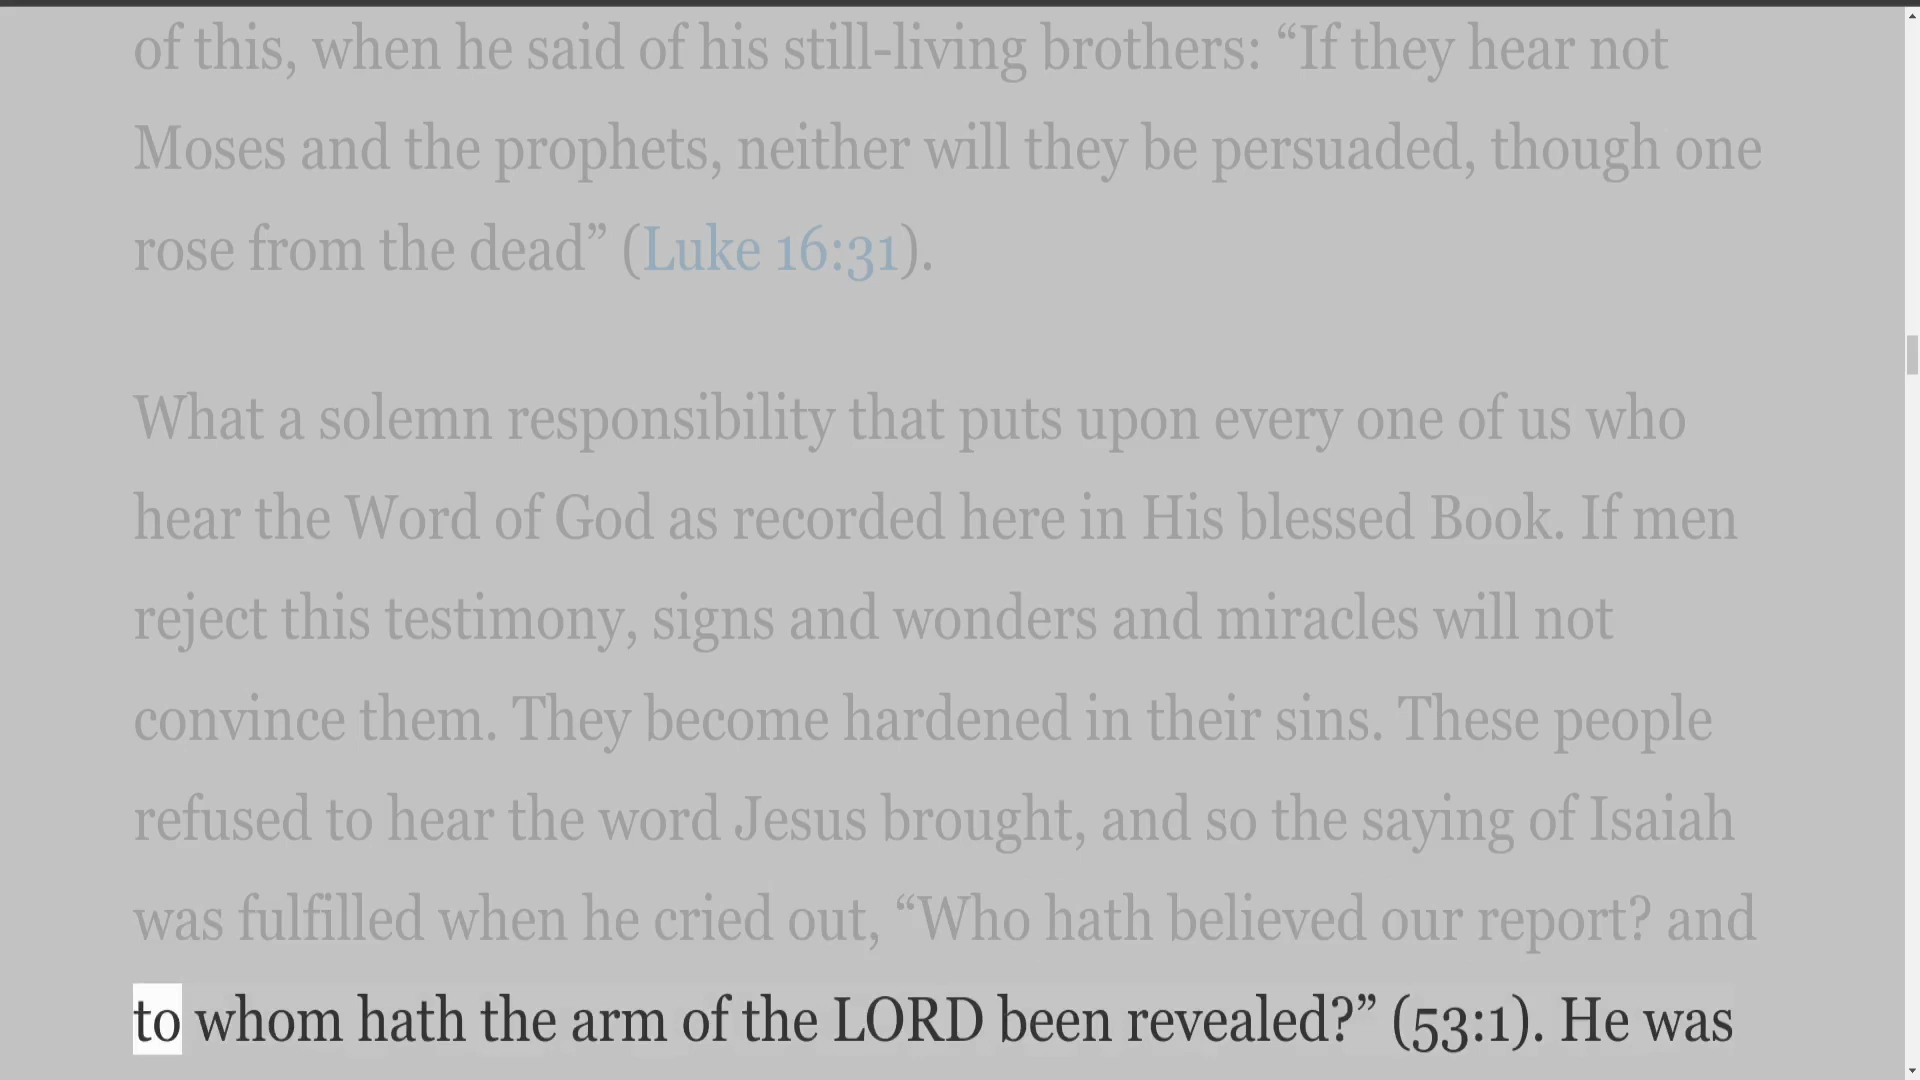 of this, when he said of his still-living brothers: “If they hear not
Moses and the prophets, neither will they be persuaded, though one
rose from the dead” (Luke 16:31).
What a solemn responsibility that puts upon every one of us who
hear the Word of God as recorded here in His blessed Book. If men
reject this testimony, signs and wonders and miracles will not
convince them. They become hardened in their sins. These people
refused to hear the word Jesus brought, and so the saying of Isaiah
was fulfilled when he cried out, “Who hath believed our report? and
to whom hath the arm of the LORD been revealed?” (53:1). He was